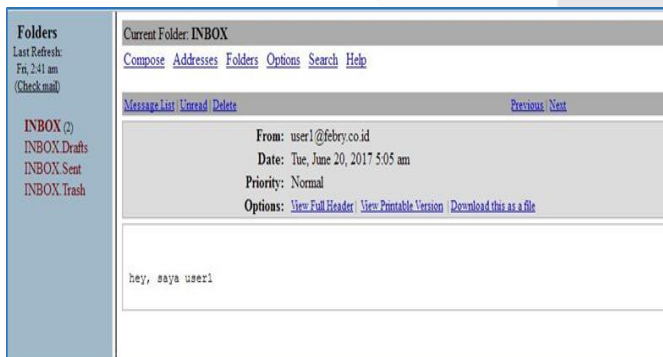 Folders
Last Refresh:
Fri, 2:41 am
(Check mail)
INBOX (2)
INBOX.Drafts
INBOX.Sent
INBOX.Trash
Current Folder: INBOX
Compose Addresses Folders Options Search Help
Message List | Unread | Delete Previous | Next
From: user1@febry.co.id
Date: Tue, June 20, 2017 5:05 am
Priority: Normal
Options: View Full Header | View Printable Version | Download this as a file
hey, saya user1